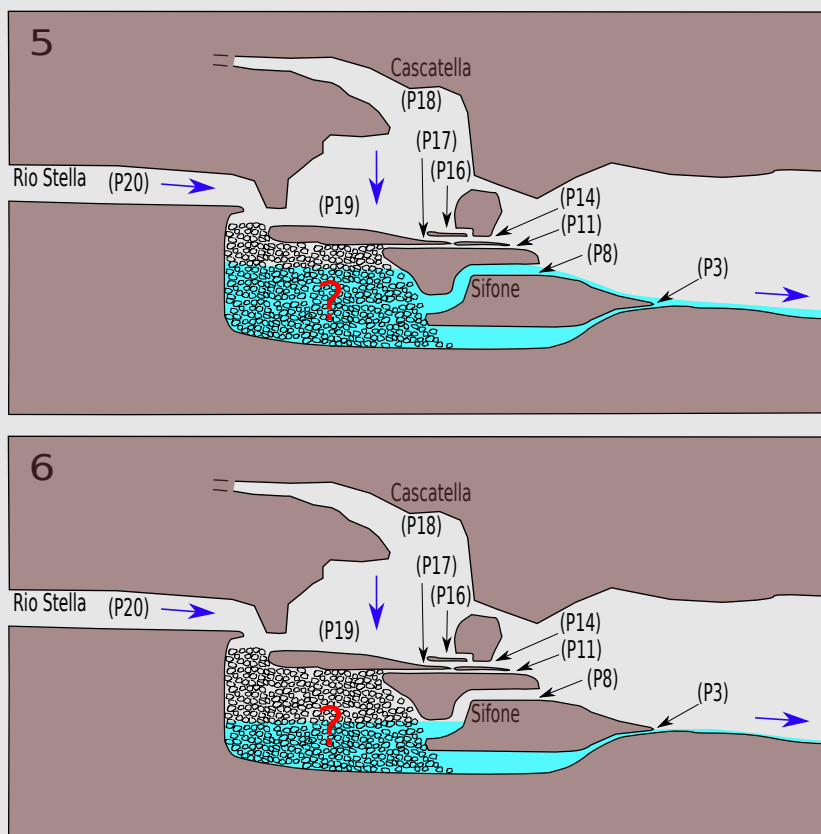 5
Cascatella
(P18)
(P17)
(P16)
Rio Stella (P20)
(P19)
(P14)
(P11)
(P8)
(P3)
Sifone
?
6
Cascatella
(P18)
(P17)
(P16)
Rio Stella (P20)
(P19)
(P14)
(P11)
(P8)
(P3)
Sifone
?